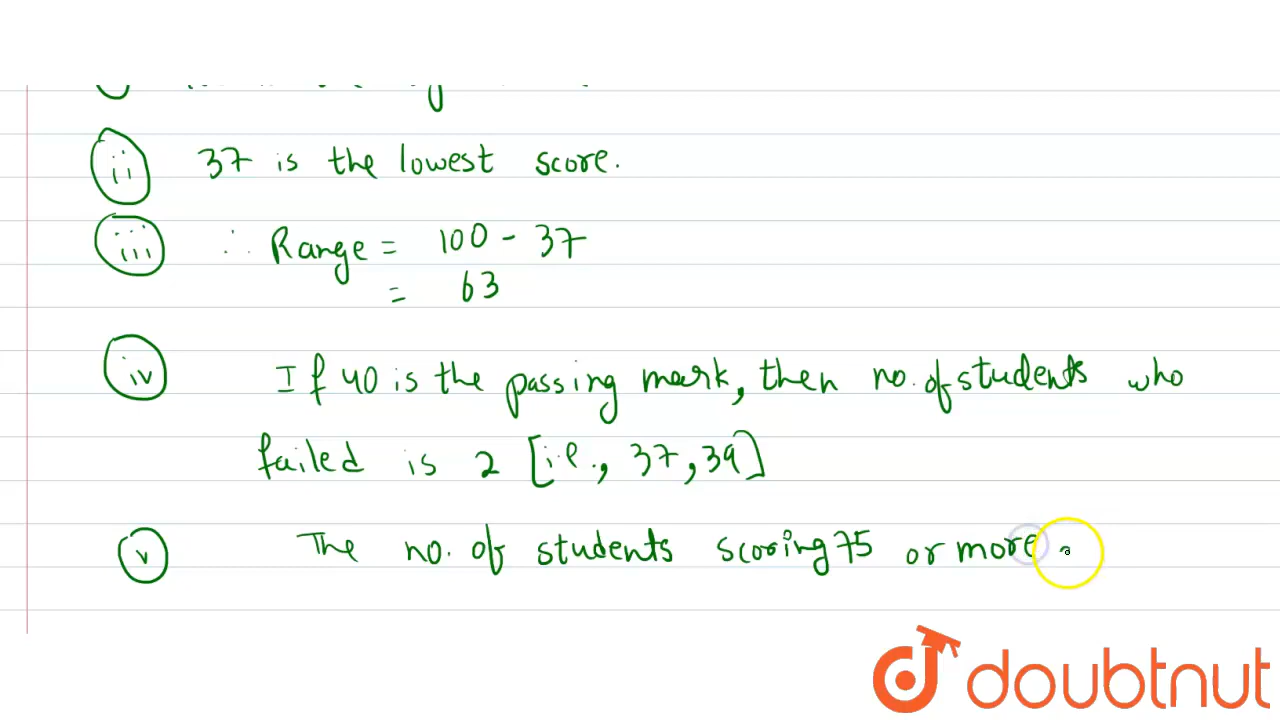 ii 37 is the lowest score.
iii ∴ Range = 100 - 37
= 63
iv If 40 is the passing mark, then no. of students who
failed is 2 [i.e., 37, 39]
v The no. of students scoring 75 or more
doubtnut